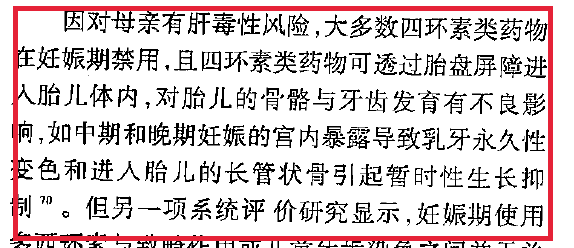 因对母亲有肝毒性风险,大多数四环素类药物
在妊娠期禁用,且四环素类药物可透过胎盘屏障进
入胎儿体内,对胎儿的骨骼与牙齿发育有不良影
响,如中期和晚期妊娠的宫内暴露导致乳牙永久性
变色和进入胎儿的长管状骨引起暂时性生长抑
制70。但另一项系统评价研究显示,妊娠期使用